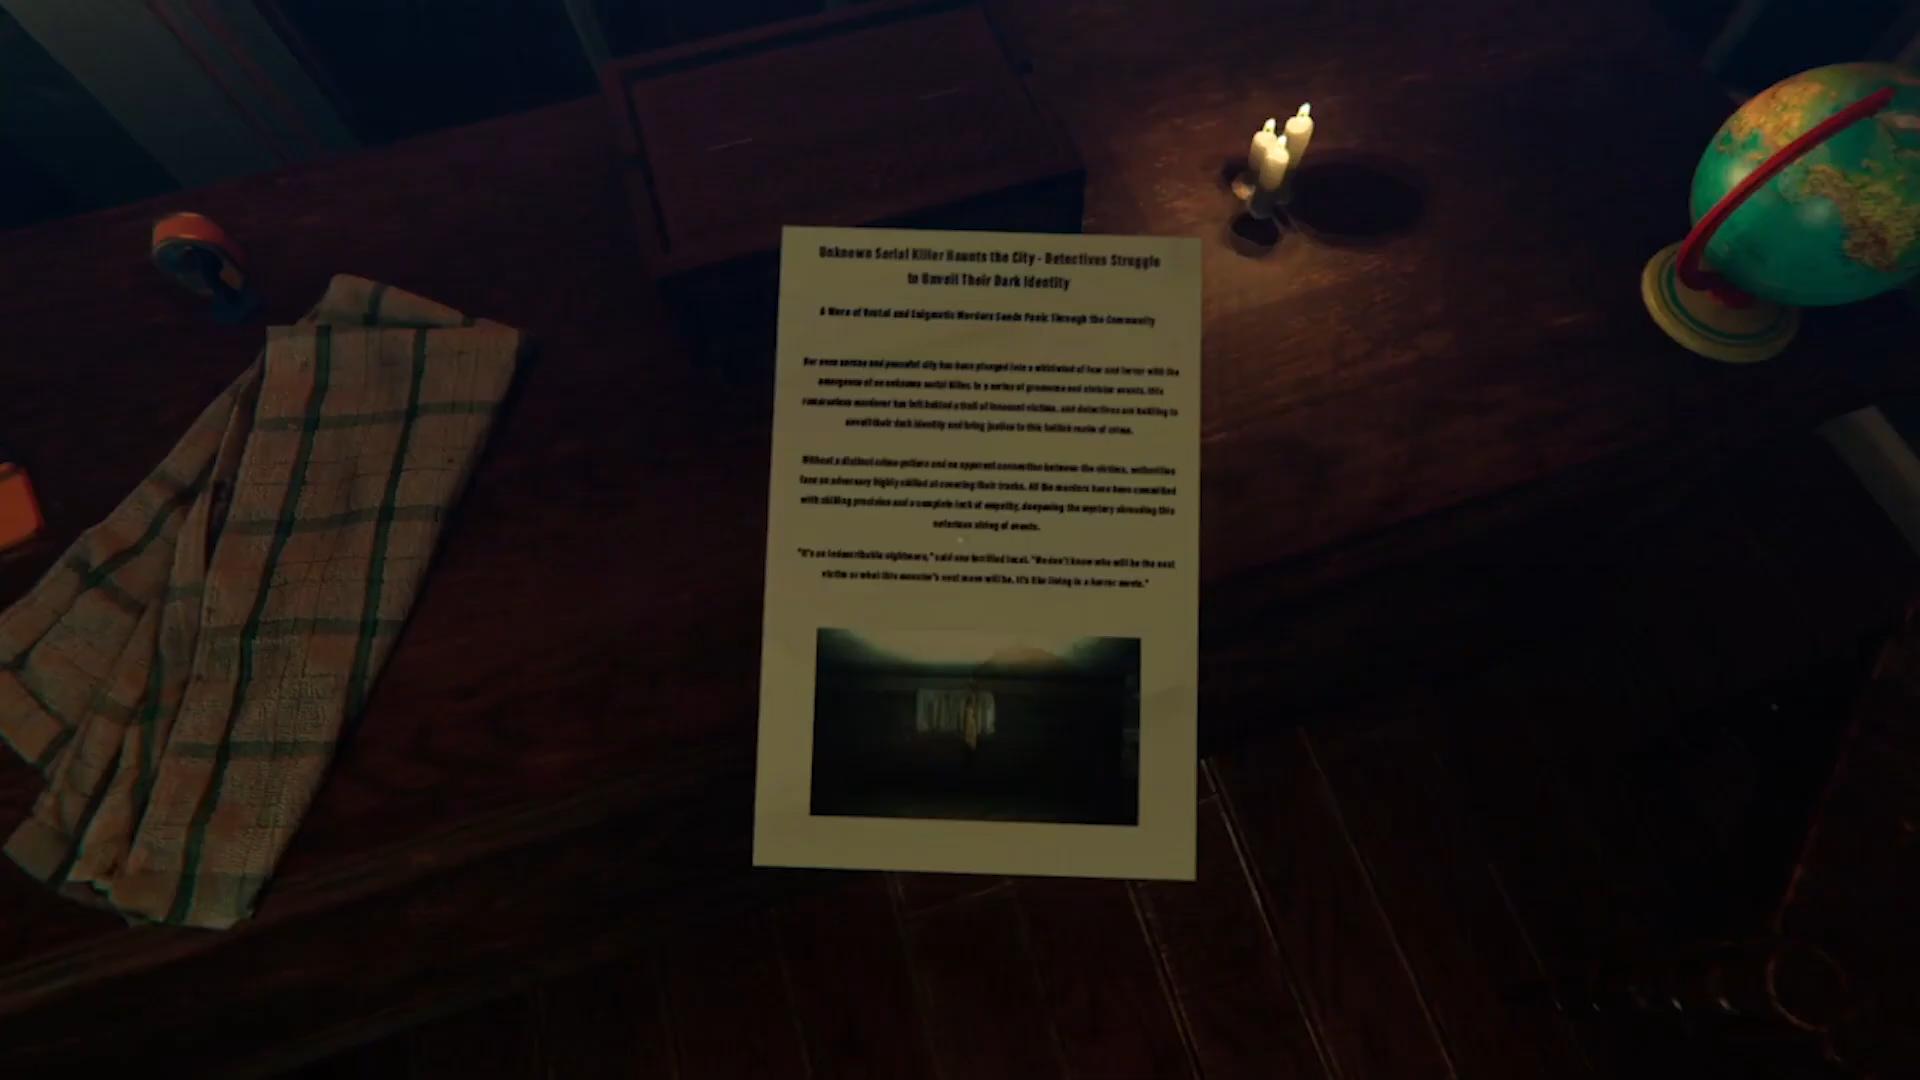 Unknown Serial Killer Haunts the City - Detectives Struggle
to Unveil Their Dark Identity
A Wave of Brutal and Enigmatic Murders Sends Panic Through the Community
Our once serene and peaceful city has been plunged into a whirlwind of fear and terror with the
emergence of an unknown serial killer. In a series of gruesome and sinister events, this
remorseless murderer has left behind a trail of innocent victims, and detectives are battling to
unveil their dark identity and bring justice to this hellish realm of crime.
Without a distinct crime pattern and no apparent connection between the victims, authorities
face an adversary highly skilled at covering their tracks. All the murders have been committed
with chilling precision and a complete lack of empathy, deepening the mystery shrouding this
notorious string of events.
"It's an indescribable nightmare," said one terrified local. "We don't know who will be the next
victim or what this monster's next move will be. It's like living in a horror movie."